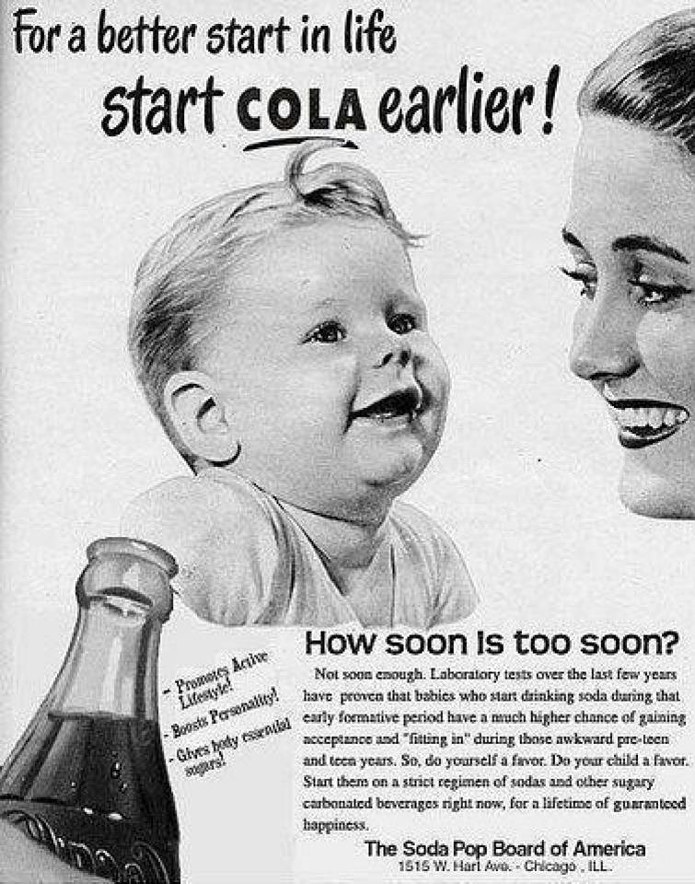 For a better start in life
start COLA earlier!
- Promotes Active
Lifestyle!
- Boosts Personality!
- Gives body essential
sugars!
How soon is too soon?
Not soon enough. Laboratory tests over the last few years
have proven that babies who start drinking soda during that
early formative period have a much higher chance of gaining
acceptance and "fitting in" during those awkward pre-teen
and teen years. So, do yourself a favor. Do your child a favor.
Start them on a strict regimen of sodas and other sugary
carbonated beverages right now, for a lifetime of guaranteed
happiness.
The Soda Pop Board of America
1515 W. Hart Ave. - Chicago, ILL.